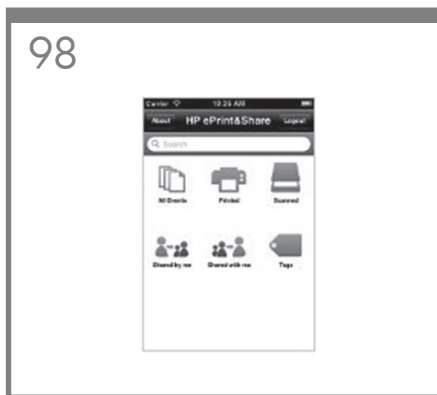 98
Carrier 10:35 AM
About HP ePrint&Share Logout
Search
All Events Printed Scanned
Shared by me Shared with me Tags